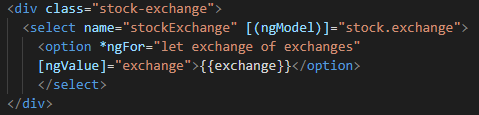 <div class="stock-exchange">
<select name="stockExchange" [(ngModel)]="stock.exchange">
<option *ngFor="let exchange of exchanges"
[ngValue]="exchange">{{exchange}}</option>
</select>
</div>